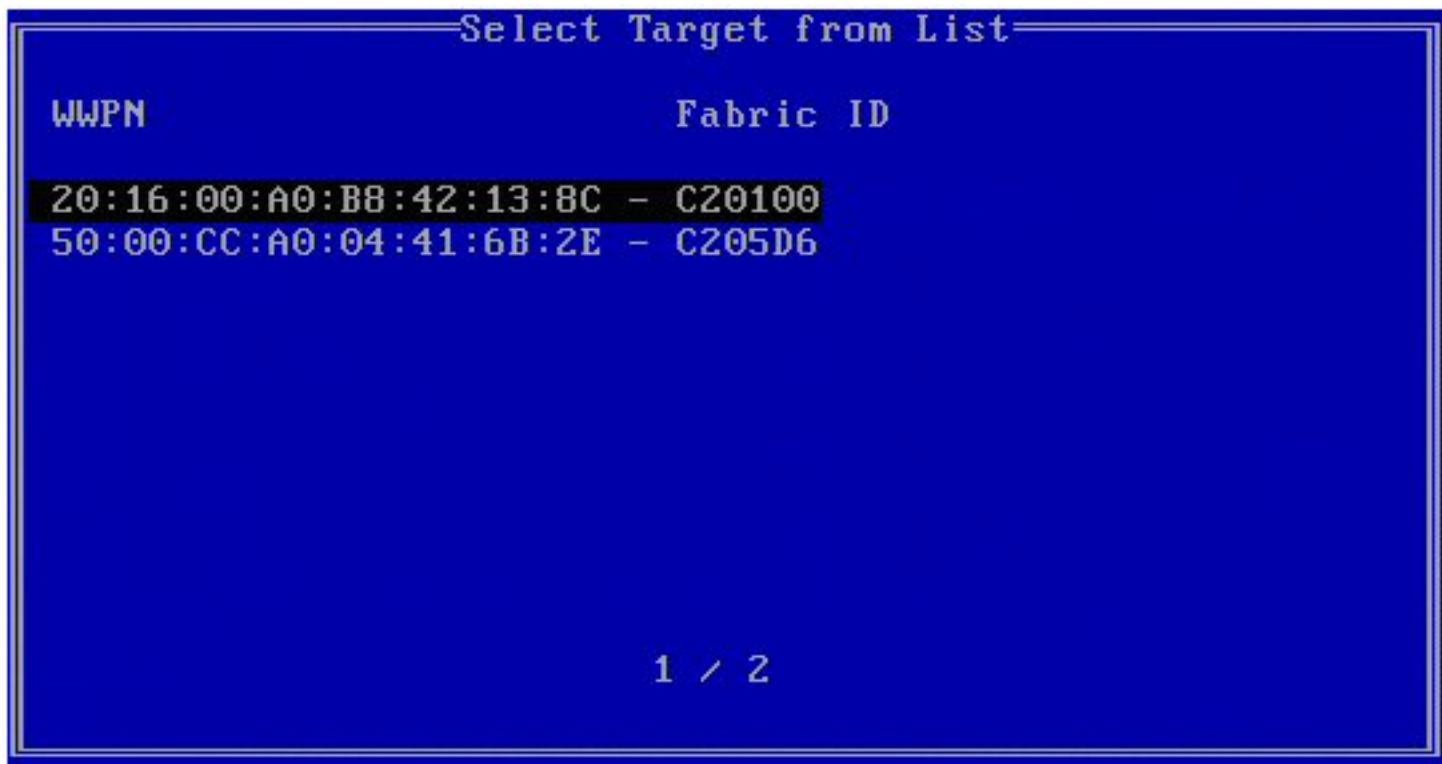 Select Target from List
WWPN Fabric ID
20:16:00:A0:B8:42:13:8C - C20100
50:00:CC:A0:04:41:6B:2E - C205D6
1 / 2